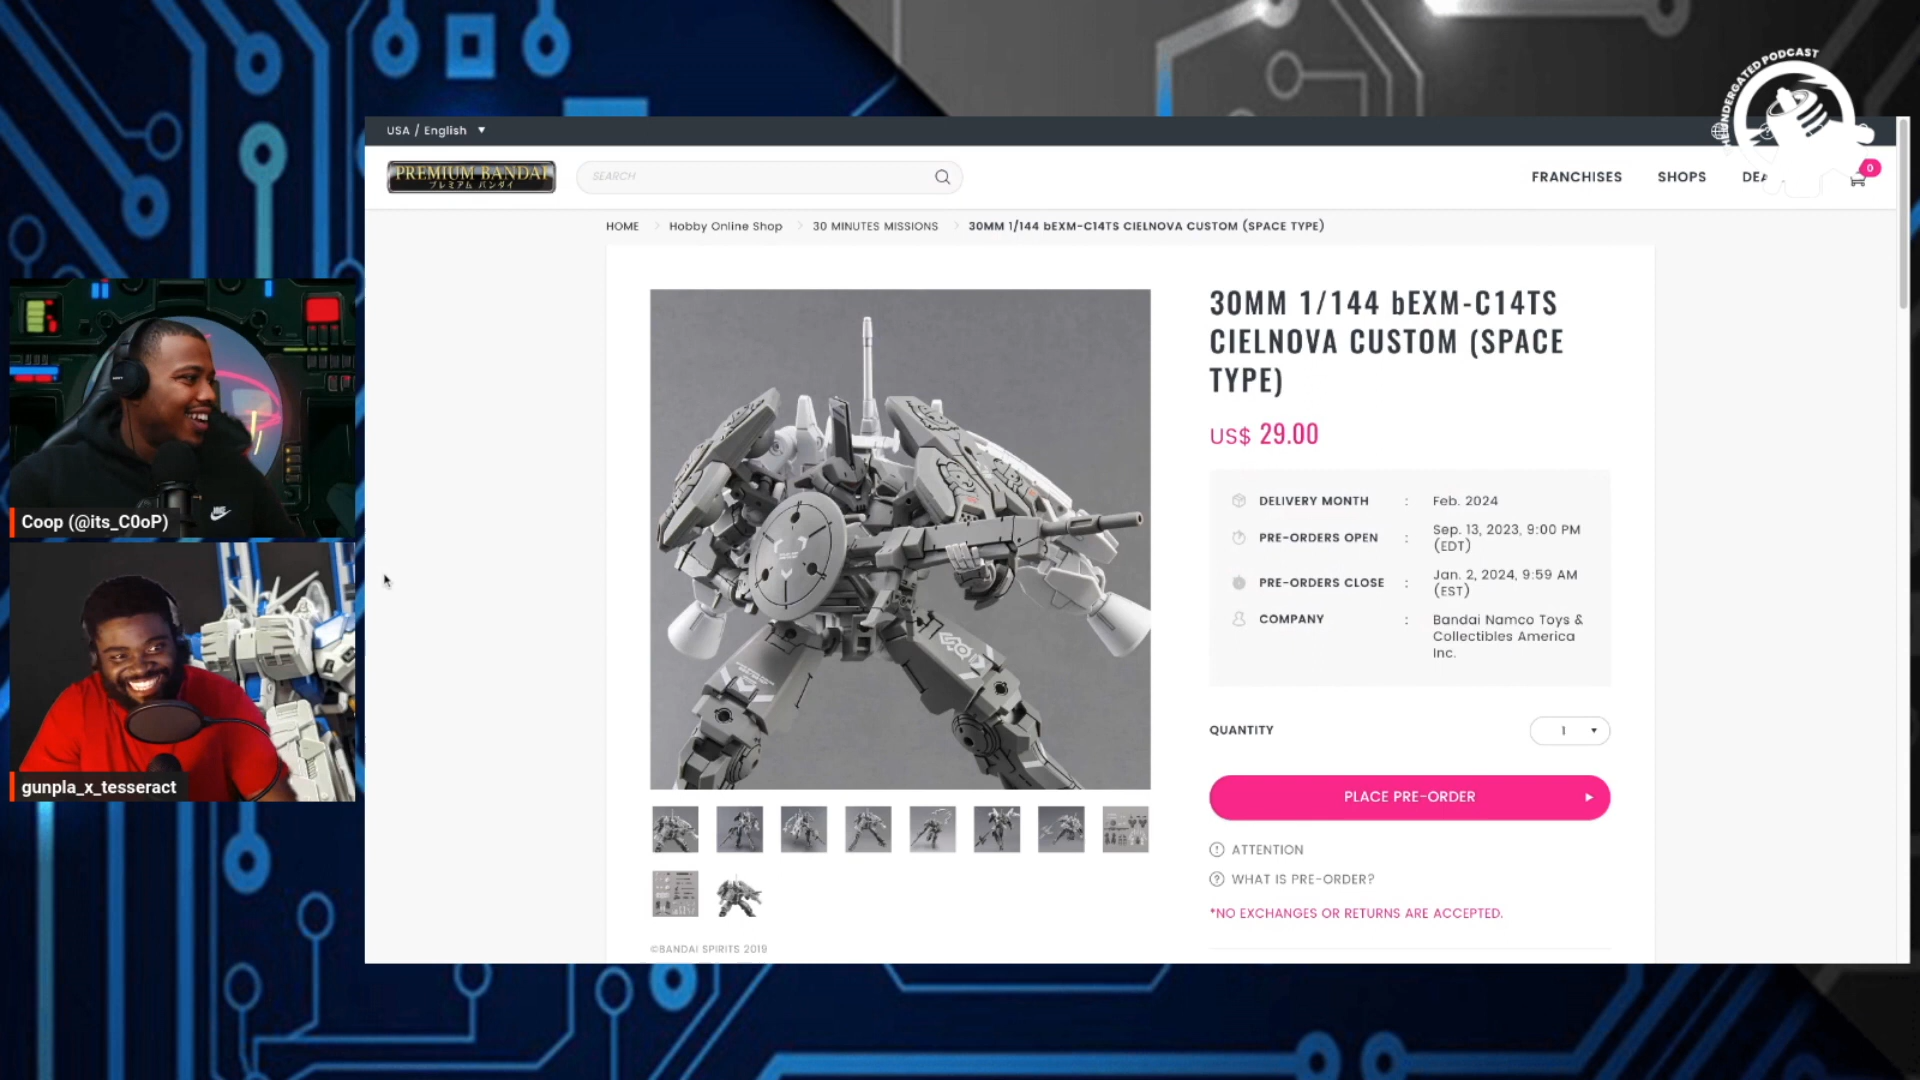 THE UNDERGATED PODCAST
USA / English
PREMIUM BANDAI
プレミアム バンダイ
SEARCH
FRANCHISES
SHOPS
0
HOME
Hobby Online Shop
30 MINUTES MISSIONS
30MM 1/144 bEXM-C14TS CIELNOVA CUSTOM (SPACE TYPE)
30MM 1/144 bEXM-C14TS
CIELNOVA CUSTOM (SPACE
TYPE)
US$ 29.00
DELIVERY MONTH : Feb. 2024
PRE-ORDERS OPEN : Sep. 13, 2023, 9:00 PM
(EDT)
PRE-ORDERS CLOSE : Jan. 2, 2024, 9:59 AM
(EST)
COMPANY : Bandai Namco Toys &
Collectibles America
Inc.
QUANTITY
1
PLACE PRE-ORDER
ATTENTION
WHAT IS PRE-ORDER?
*NO EXCHANGES OR RETURNS ARE ACCEPTED.
©BANDAI SPIRITS 2019
Coop (@its_C0oP)
gunpla_x_tesseract